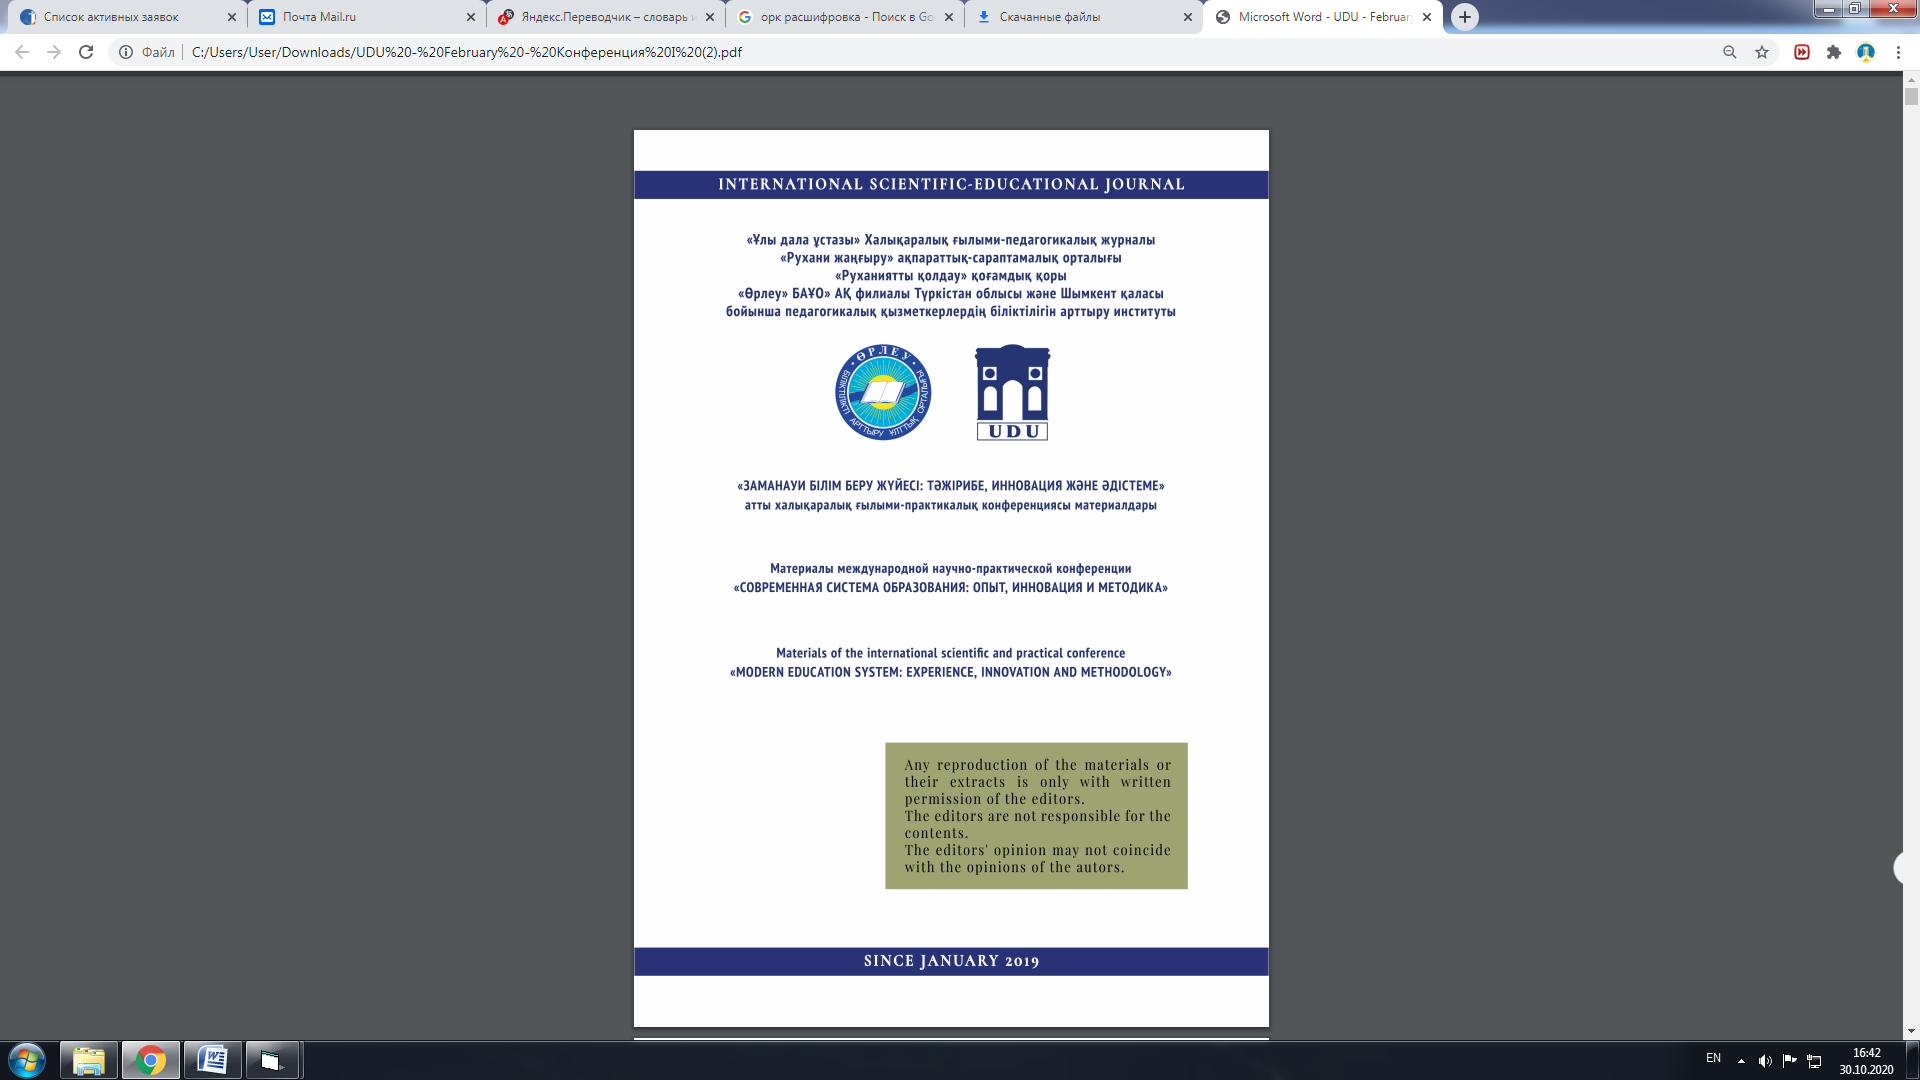 Список активных заявок
Почта Mail.ru
Яндекс.Переводчик – словарь и
орк расшифровка - Поиск в Go
Скачанные файлы
Microsoft Word - UDU - February
Файл
C:/Users/User/Downloads/UDU%20-%20February%20-%20Конференция%20I%20(2).pdf
INTERNATIONAL SCIENTIFIC-EDUCATIONAL JOURNAL
«Ұлы дала ұстазы» Халықаралық ғылыми-педагогикалық журналы
«Рухани жаңғыру» ақпараттық-сараптамалық орталығы
«Руханиятты қолдау» қоғамдық қоры
«Өрлеу» БАҰО» АҚ филиалы Түркістан облысы және Шымкент қаласы
бойынша педагогикалық қызметкерлердің біліктілігін арттыру институты
ӨРЛЕУ
БІЛІКТІЛІКТІ АРТТЫРУ ҰЛТТЫҚ ОРТАЛЫҒЫ
UDU
«ЗАМАНАУИ БІЛІМ БЕРУ ЖҮЙЕСІ: ТӘЖІРИБЕ, ИННОВАЦИЯ ЖӘНЕ ӘДІСТЕМЕ»
атты халықаралық ғылыми-практикалық конференциясы материалдары
Материалы международной научно-практической конференции
«СОВРЕМЕННАЯ СИСТЕМА ОБРАЗОВАНИЯ: ОПЫТ, ИННОВАЦИЯ И МЕТОДИКА»
Materials of the international scientific and practical conference
«MODERN EDUCATION SYSTEM: EXPERIENCE, INNOVATION AND METHODOLOGY»
Any reproduction of the materials or
their extracts is only with written
permission of the editors.
The editors are not responsible for the
contents.
The editors' opinion may not coincide
with the opinions of the autors.
SINCE JANUARY 2019
EN
16:42
30.10.2020